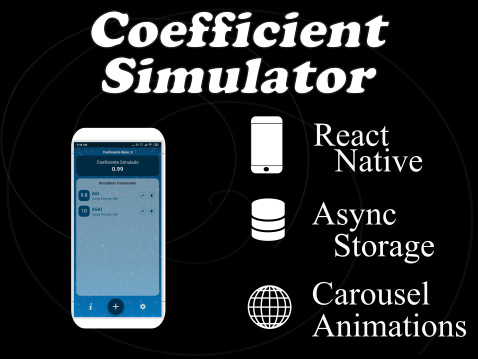 Coefficient
Simulator
React
Native
Async
Storage
Carousel
Animations
Coeficiente Simulado
0.99